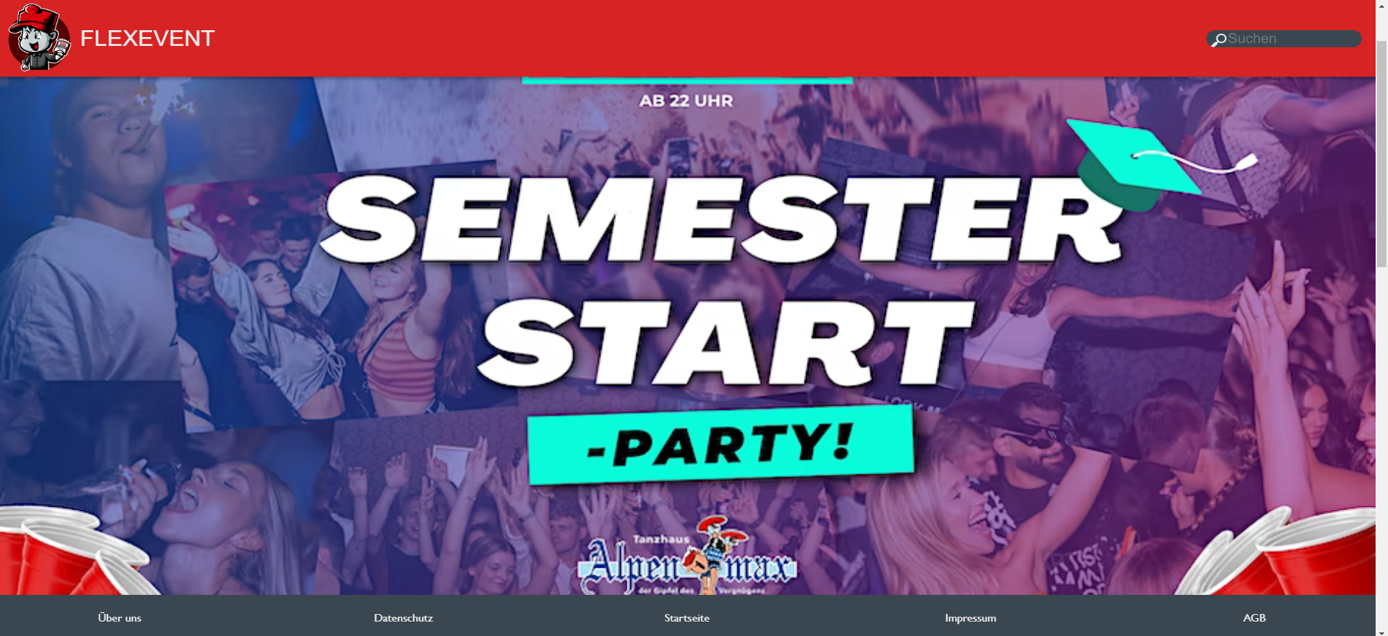 FLEXEVENT
Suchen
AB 22 UHR
SEMESTER
START
-PARTY!
Tanzhaus
Alpenmax
der Gipfel des Vergnügens
Über uns
Datenschutz
Startseite
Impressum
AGB